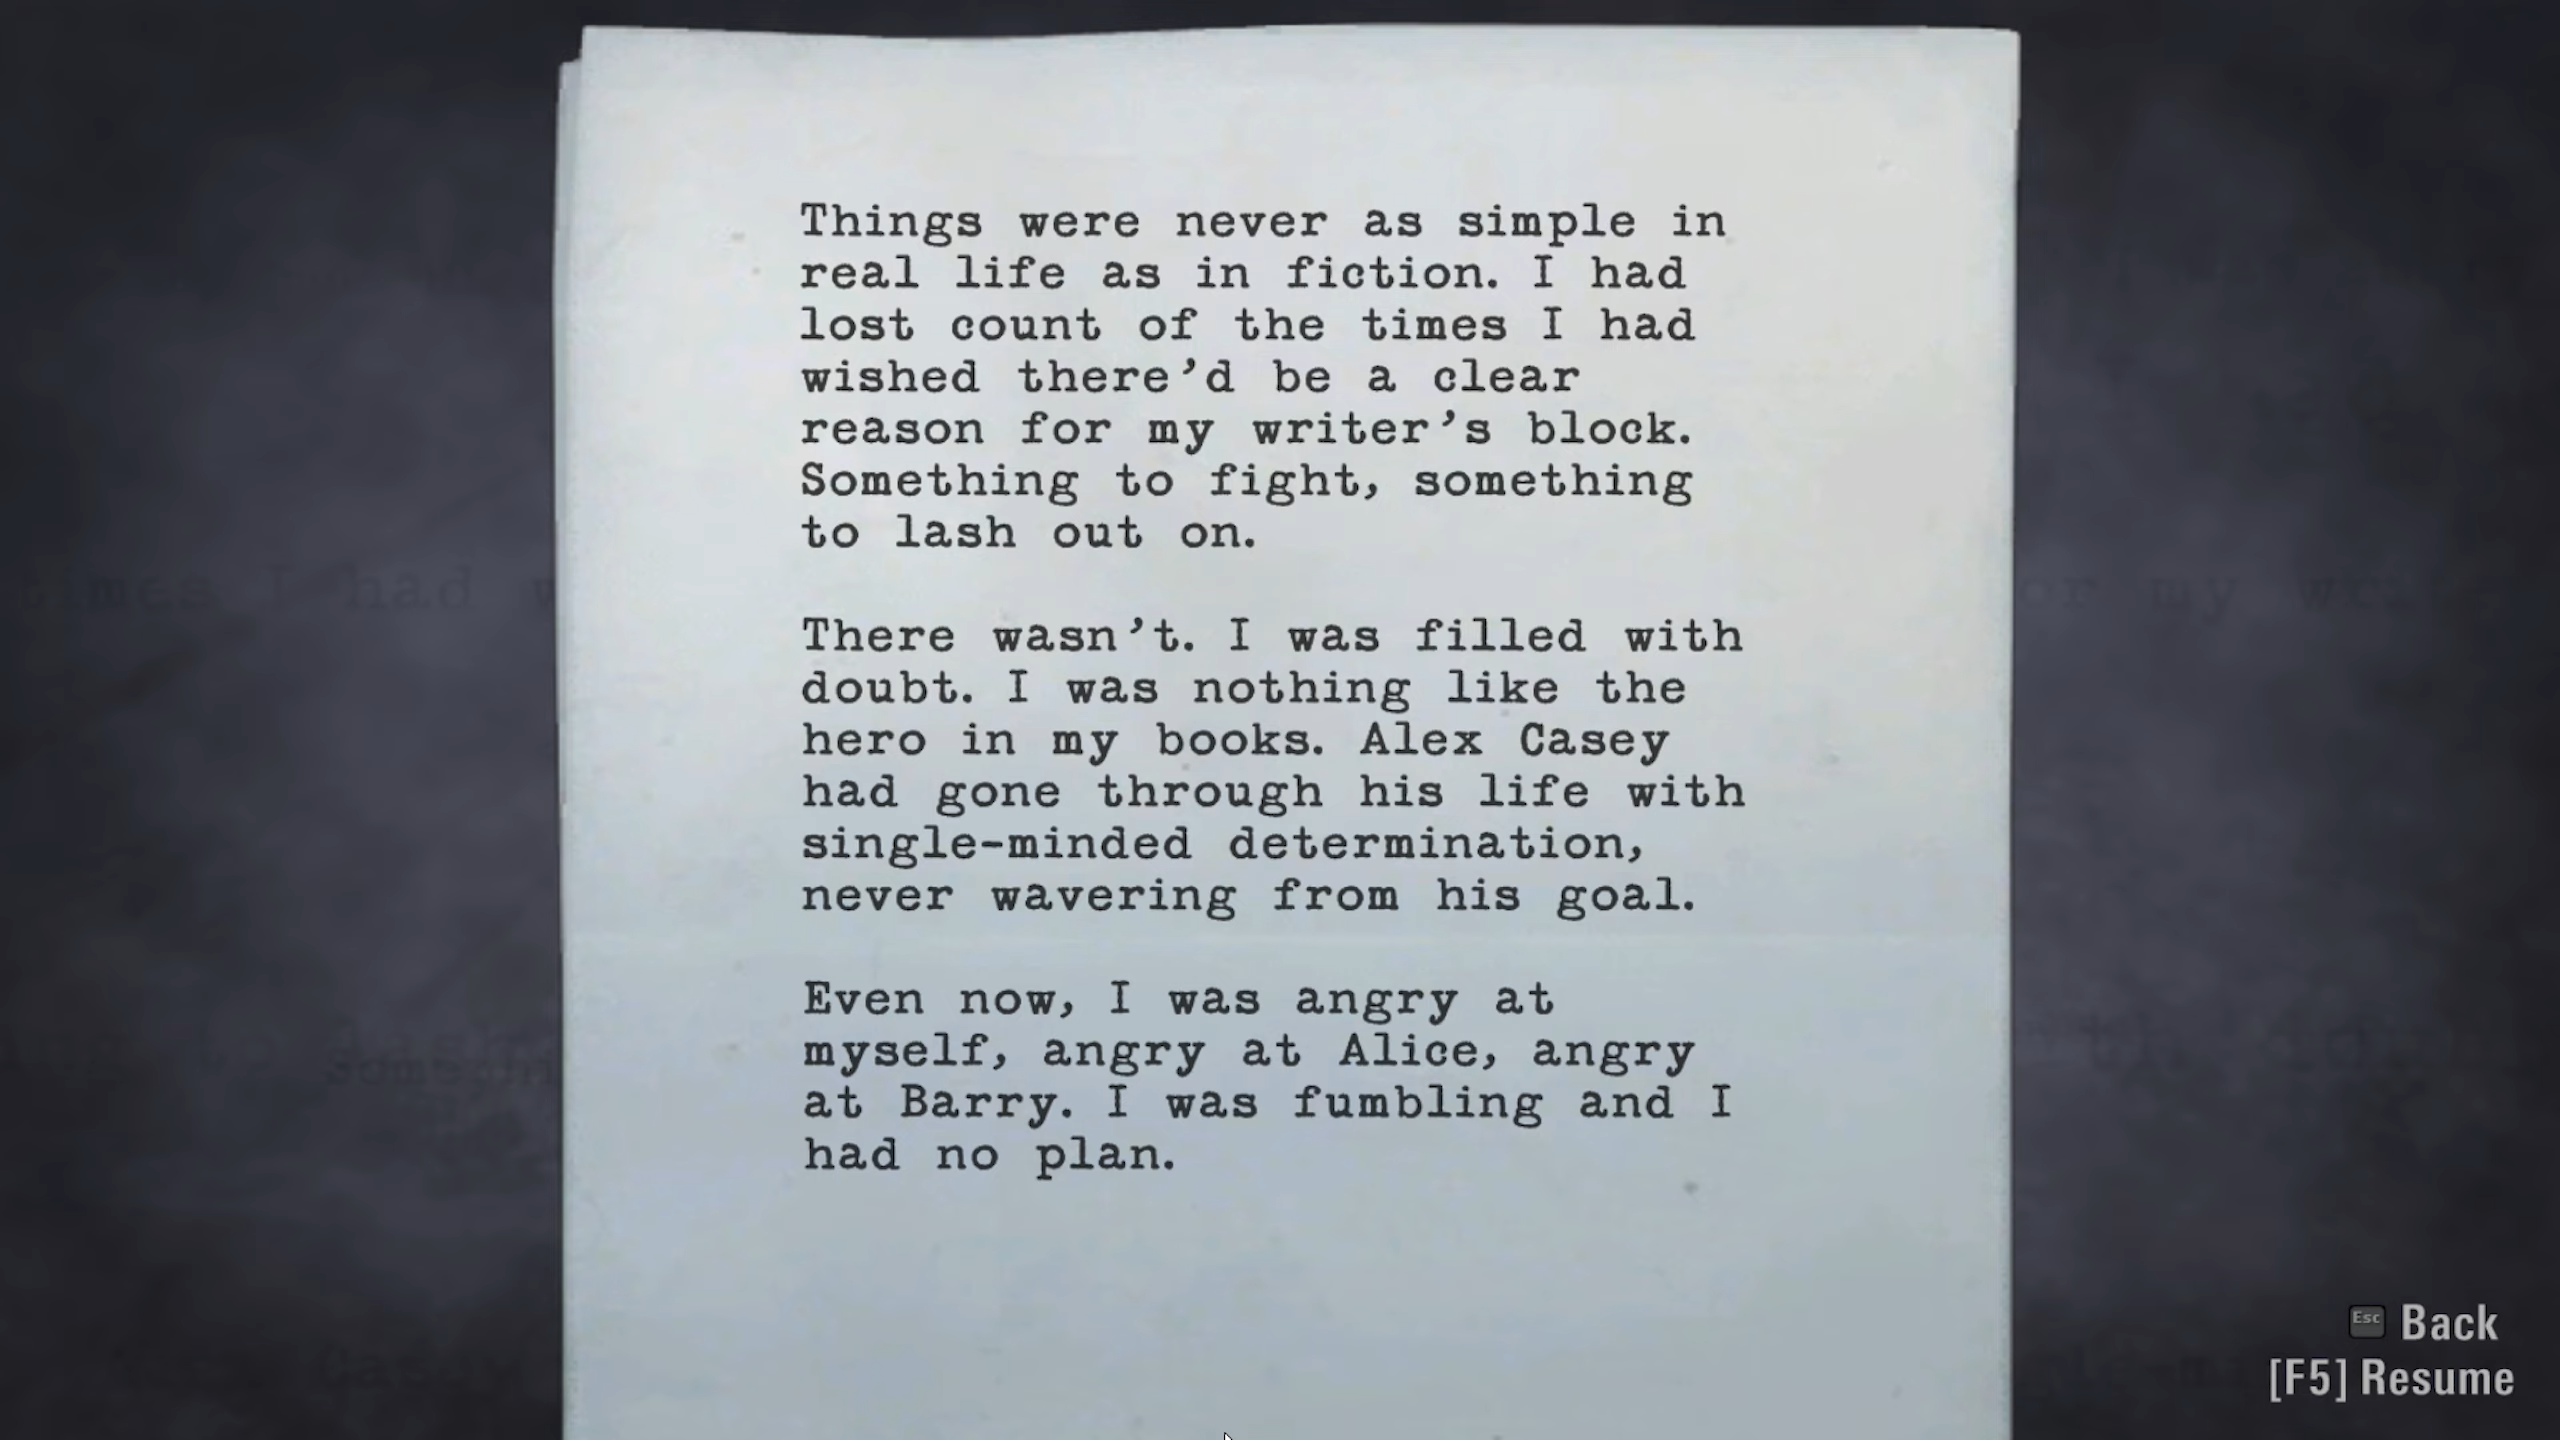 Things were never as simple in
real life as in fiction. I had
lost count of the times I had
wished there’d be a clear
reason for my writer’s block.
Something to fight, something
to lash out on.
There wasn’t. I was filled with
doubt. I was nothing like the
hero in my books. Alex Casey
had gone through his life with
single-minded determination,
never wavering from his goal.
Even now, I was angry at
myself, angry at Alice, angry
at Barry. I was fumbling and I
had no plan.
Esc Back
[F5] Resume